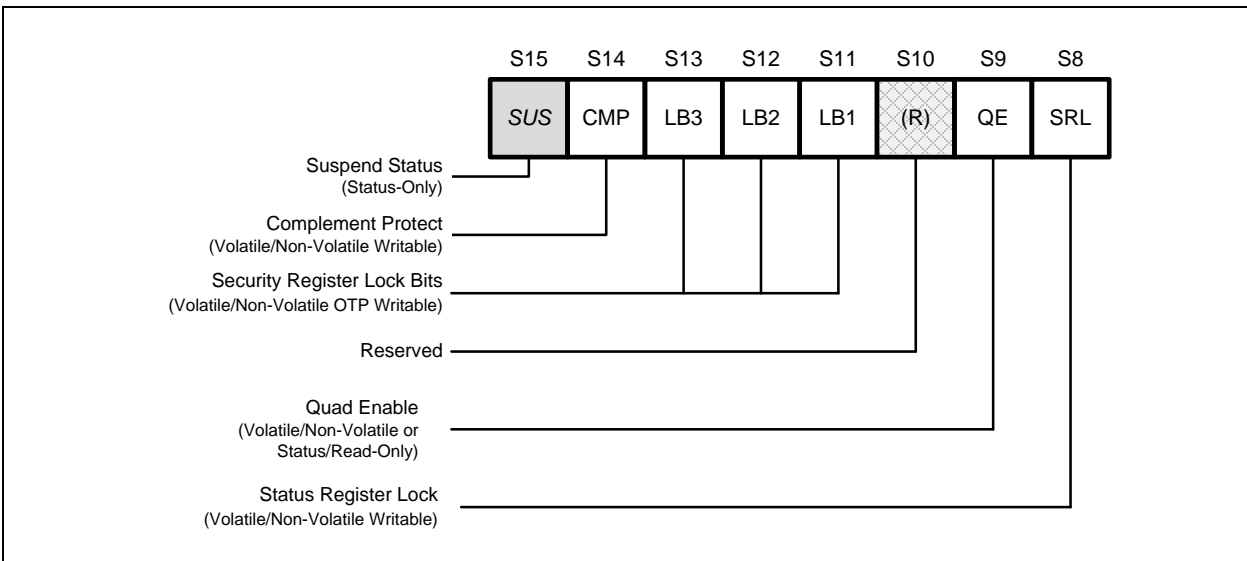 S15 S14 S13 S12 S11 S10 S9 S8
SUS CMP LB3 LB2 LB1 (R) QE SRL
Suspend Status
(Status-Only)
Complement Protect
(Volatile/Non-Volatile Writable)
Security Register Lock Bits
(Volatile/Non-Volatile OTP Writable)
Reserved
Quad Enable
(Volatile/Non-Volatile or
Status/Read-Only)
Status Register Lock
(Volatile/Non-Volatile Writable)